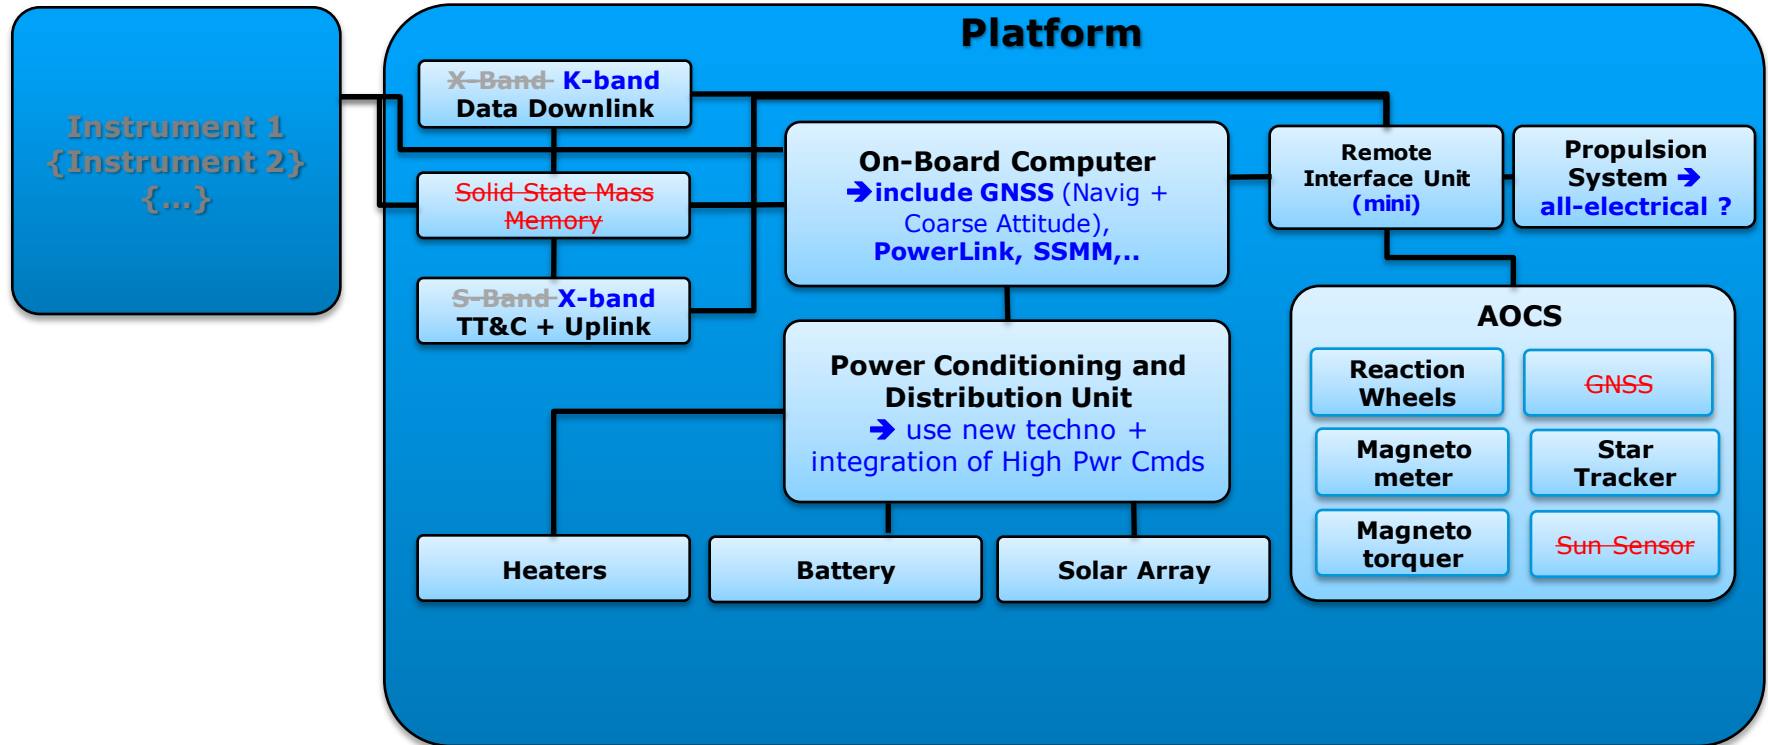 Platform
Instrument 1
{Instrument 2}
{...}
X-Band K-band
Data Downlink
Solid State Mass
Memory
S-Band X-band
TT&C + Uplink
On-Board Computer
➔include GNSS (Navig +
Coarse Attitude),
PowerLink, SSMM,..
Remote
Interface Unit
(mini)
Propulsion
System ➔
all-electrical ?
Power Conditioning and
Distribution Unit
➔ use new techno +
integration of High Pwr Cmds
Heaters
Battery
Solar Array
AOCS
Reaction
Wheels
GNSS
Magneto
meter
Star
Tracker
Magneto
torquer
Sun Sensor